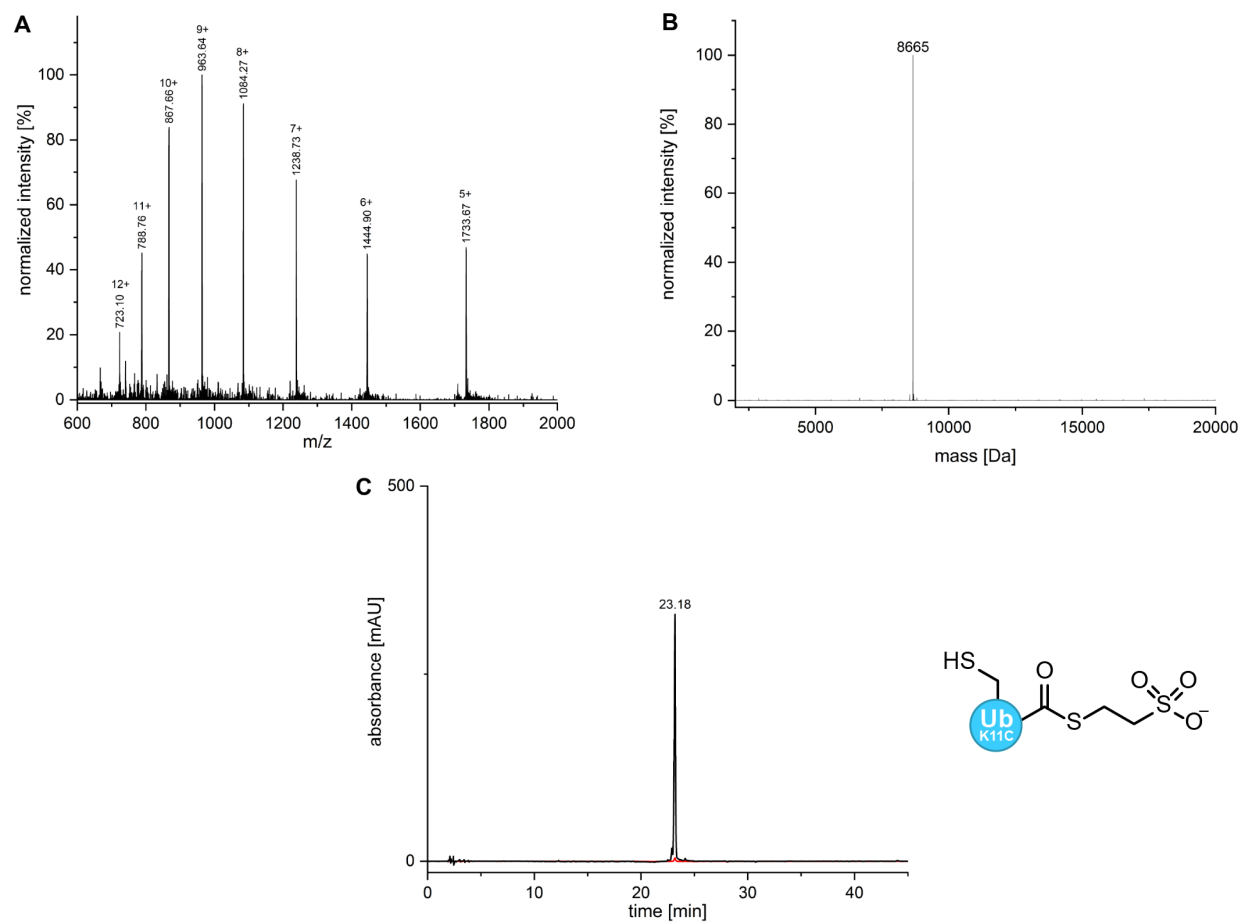 A
normalized intensity [%]
100
80
60
40
20
0
12+
723.10
11+
788.76
10+
867.66
9+
963.64
8+
1084.27
7+
1238.73
6+
1444.90
5+
1733.67
600
800
1000
1200
1400
1600
1800
2000
m/z
B
normalized intensity [%]
100
80
60
40
20
0
8665
5000
10000
15000
20000
mass [Da]
C
absorbance [mAU]
500
0
23.18
0
10
20
30
40
time [min]
HS
O
O
O
S
Ub
K11C
S
O−